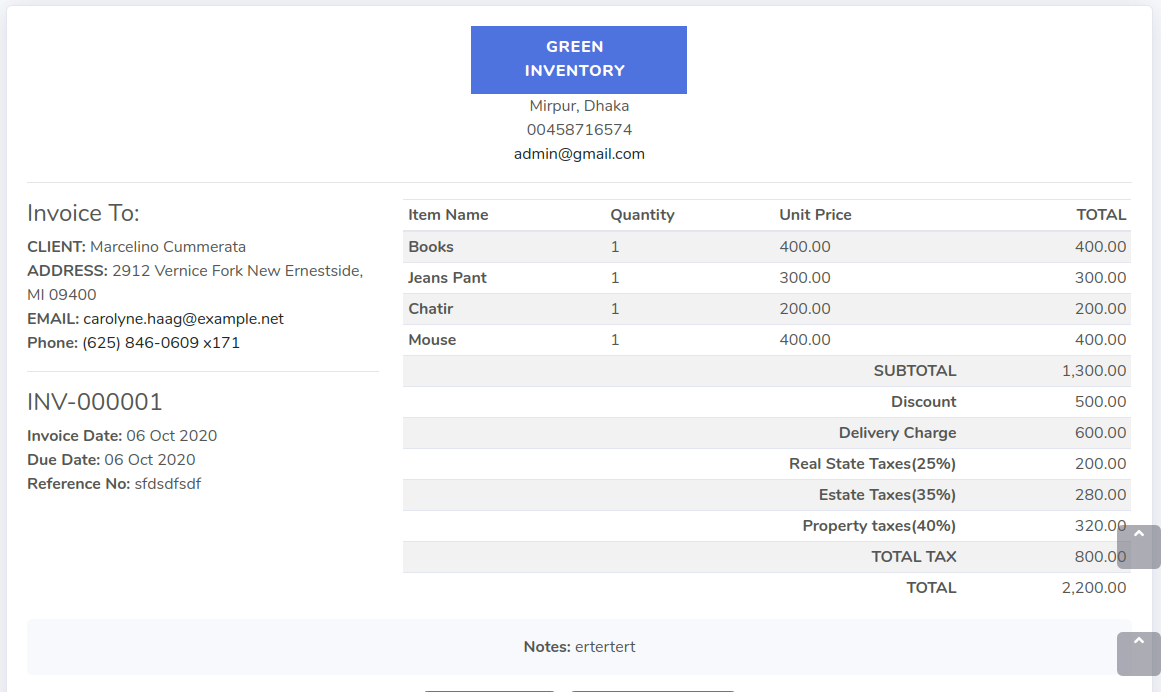 GREEN
INVENTORY
Mirpur, Dhaka
00458716574
admin@gmail.com
Invoice To:
CLIENT: Marcelino Cummerata
ADDRESS: 2912 Vernice Fork New Ernestside,
MI 09400
EMAIL: carolyne.haag@example.net
Phone: (625) 846-0609 x171
INV-000001
Invoice Date: 06 Oct 2020
Due Date: 06 Oct 2020
Reference No: sfdsdfsdf
Item Name Quantity Unit Price TOTAL
Books 1 400.00 400.00
Jeans Pant 1 300.00 300.00
Chatir 1 200.00 200.00
Mouse 1 400.00 400.00
SUBTOTAL 1,300.00
Discount 500.00
Delivery Charge 600.00
Real State Taxes(25%) 200.00
Estate Taxes(35%) 280.00
Property taxes(40%) 320.00
TOTAL TAX 800.00
TOTAL 2,200.00
Notes: ertertert